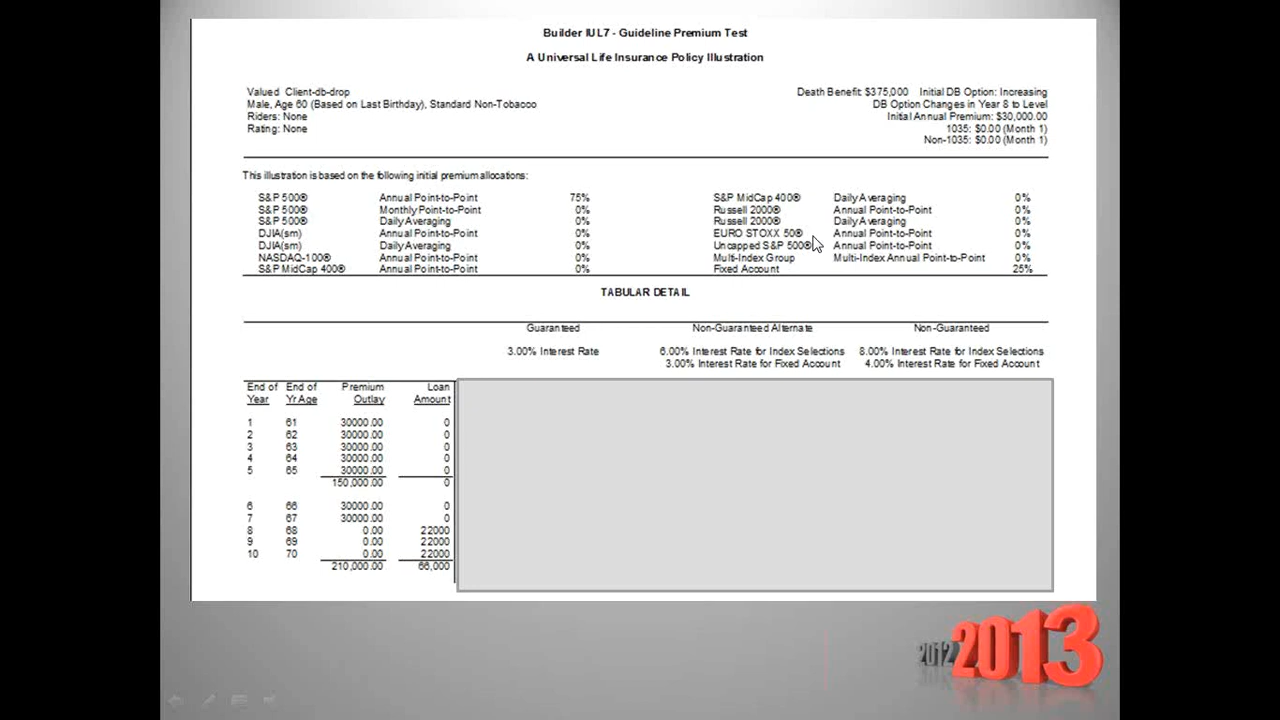 Builder IUL7 - Guideline Premium Test
A Universal Life Insurance Policy Illustration
Valued Client-db-drop
Male, Age 60 (Based on Last Birthday), Standard Non-Tobacco
Riders: None
Rating: None
Death Benefit: $375,000 Initial DB Option: Increasing
DB Option Changes in Year 8 to Level
Initial Annual Premium: $30,000.00
1035: $0.00 (Month 1)
Non-1035: $0.00 (Month 1)
This illustration is based on the following initial premium allocations:
S&P 500® Annual Point-to-Point 75% S&P MidCap 400® Daily Averaging 0%
S&P 500® Monthly Point-to-Point 0% Russell 2000® Annual Point-to-Point 0%
S&P 500® Daily Averaging 0% Russell 2000® Daily Averaging 0%
DJIA(sm) Annual Point-to-Point 0% EURO STOXX 50® Annual Point-to-Point 0%
DJIA(sm) Daily Averaging 0% Uncapped S&P 500® Annual Point-to-Point 0%
NASDAQ-100® Annual Point-to-Point 0% Multi-Index Group Multi-Index Annual Point-to-Point 0%
S&P MidCap 400® Annual Point-to-Point 0% Fixed Account 25%
TABULAR DETAIL
Guaranteed Non-Guaranteed Alternate Non-Guaranteed
3.00% Interest Rate 6.00% Interest Rate for Index Selections 8.00% Interest Rate for Index Selections
3.00% Interest Rate for Fixed Account 4.00% Interest Rate for Fixed Account
End of End of Premium Loan
Year Yr Age Outlay Amount
1 61 30000.00 0
2 62 30000.00 0
3 63 30000.00 0
4 64 30000.00 0
5 65 30000.00 0
150,000.00 0
6 66 30000.00 0
7 67 30000.00 0
8 68 0.00 22000
9 69 0.00 22000
10 70 0.00 22000
210,000.00 66,000
2012 2013